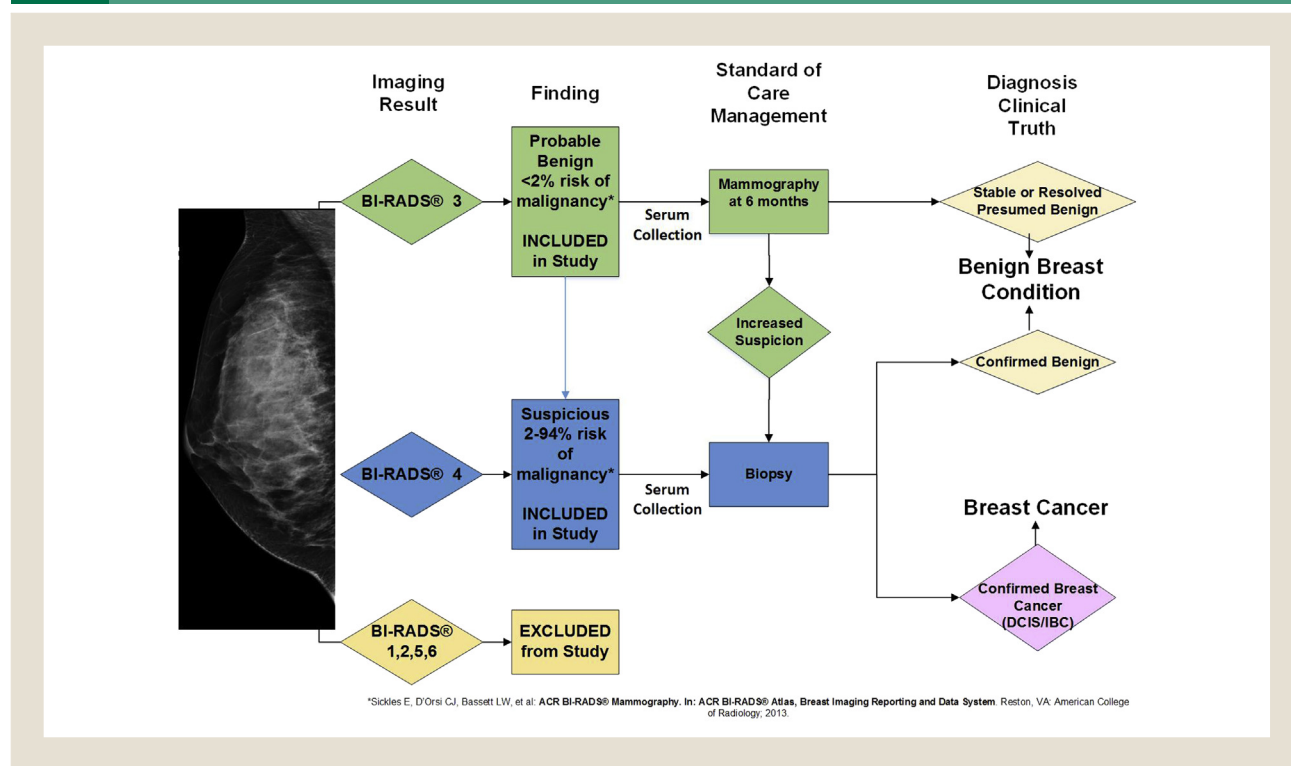 Imaging
Result
Finding
Standard of
Care
Management
Diagnosis
Clinical
Truth
BI-RADS® 3
Probable
Benign
<2% risk of
malignancy*
INCLUDED
in Study
Serum
Collection
Mammography
at 6 months
Stable or Resolved
Presumed Benign
Benign Breast
Condition
Increased
Suspicion
Confirmed Benign
BI-RADS® 4
Suspicious
2-94% risk
of
malignancy*
INCLUDED
in Study
Serum
Collection
Biopsy
Breast Cancer
Confirmed Breast
Cancer
(DCIS/IBC)
BI-RADS®
1,2,5,6
EXCLUDED
from Study
*Sickles E, D'Orsi CJ, Bassett LW, et al: ACR BI-RADS® Mammography. In: ACR BI-RADS® Atlas, Breast Imaging Reporting and Data System. Reston, VA: American College
of Radiology; 2013.